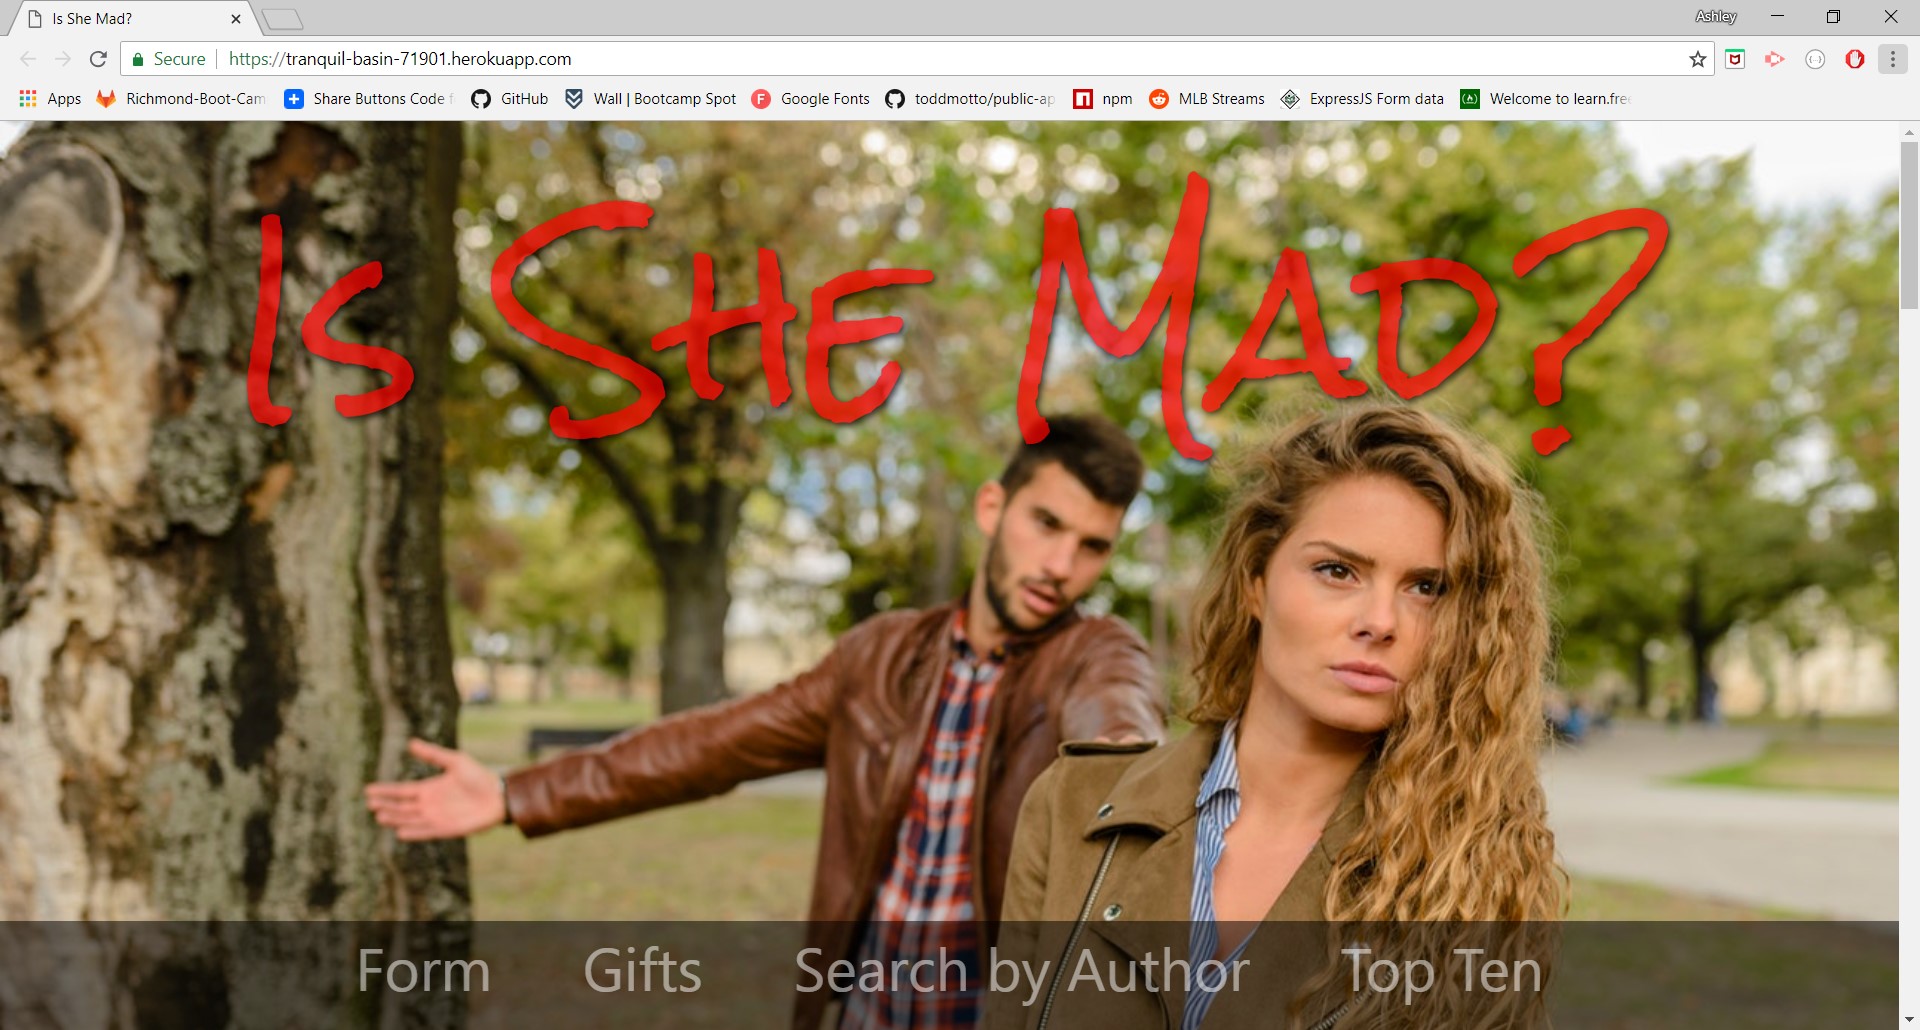 Is She Mad?
Ashley
Secure https://tranquil-basin-71901.herokuapp.com
Apps Richmond-Boot-Cam Share Buttons Code f GitHub Wall | Bootcamp Spot Google Fonts toddmotto/public-ap npm MLB Streams ExpressJS Form data Welcome to learn.free
Is She Mad?
Form Gifts Search by Author Top Ten